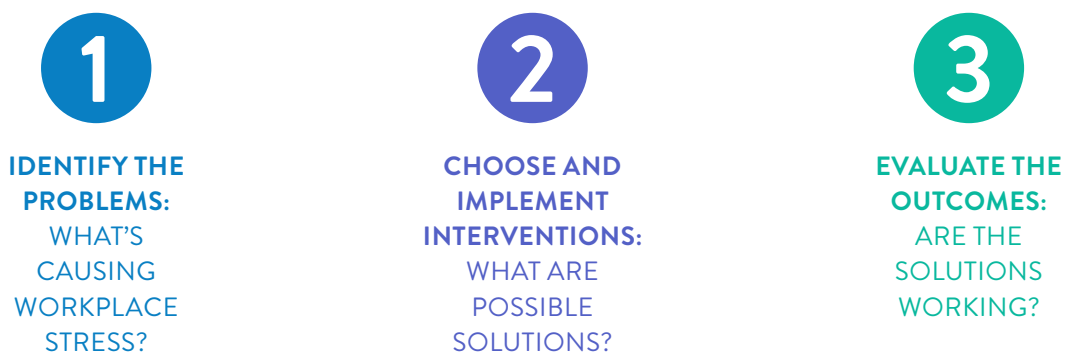 1
IDENTIFY THE
PROBLEMS:
WHAT'S
CAUSING
WORKPLACE
STRESS?
2
CHOOSE AND
IMPLEMENT
INTERVENTIONS:
WHAT ARE
POSSIBLE
SOLUTIONS?
3
EVALUATE THE
OUTCOMES:
ARE THE
SOLUTIONS
WORKING?